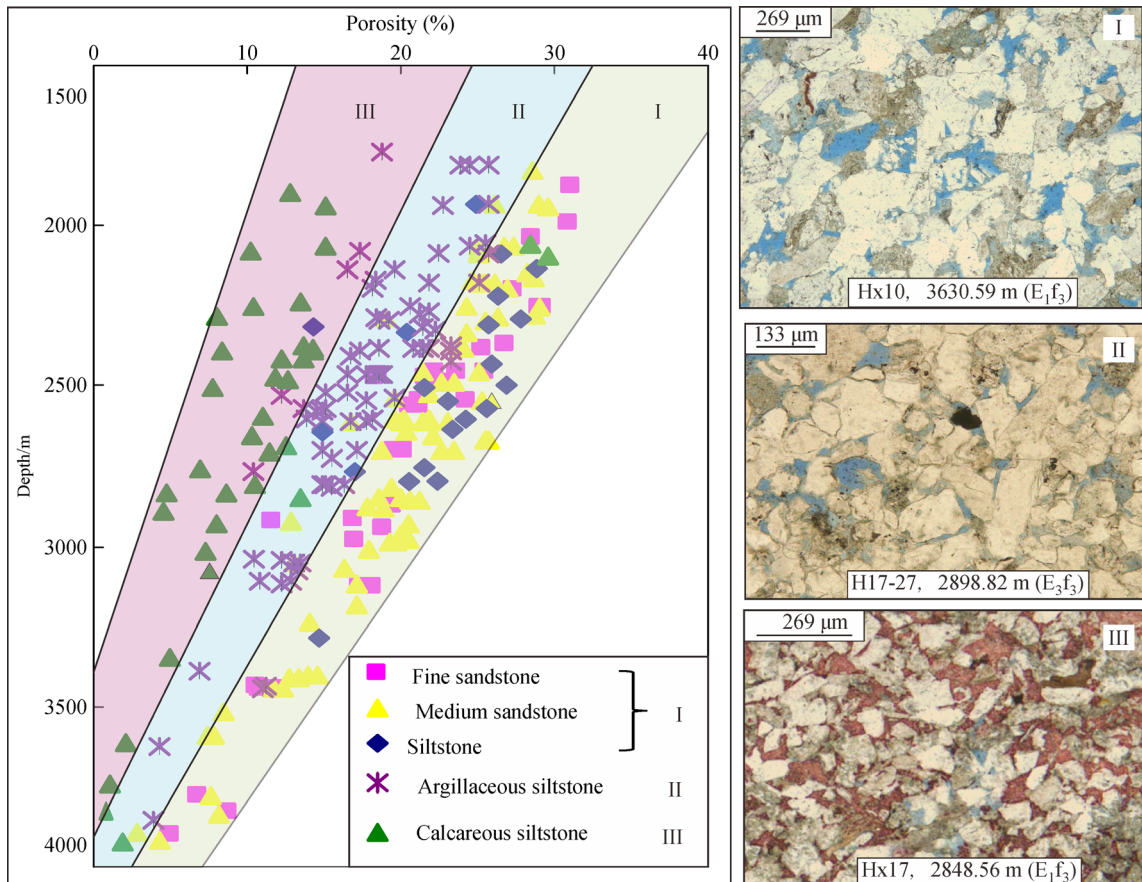 Porosity (%)
0 10 20 30 40
Depth/m
1500
2000
2500
3000
3500
4000
III
II
I
Fine sandstone
Medium sandstone
Siltstone
I
Argillaceous siltstone II
Calcareous siltstone III
269 μm
I
Hx10, 3630.59 m (E₁f₃)
133 μm
II
H17-27, 2898.82 m (E₃f₃)
269 μm
III
Hx17, 2848.56 m (E₁f₃)